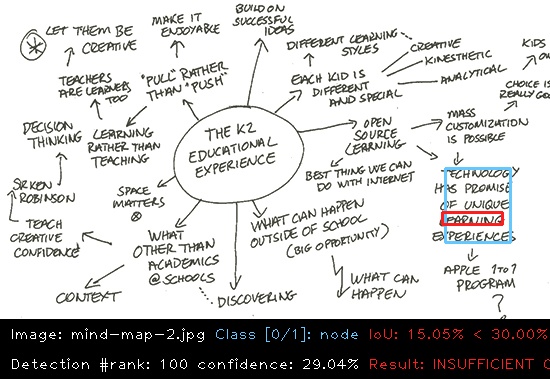 LET THEM BE
CREATIVE
MAKE IT
ENJOYABLE
BUILD ON
SUCCESSFUL
IDEAS
DIFFERENT LEARNING
STYLES
CREATIVE
KINESTHETIC
ANALYTICAL
KIDS
EACH KID IS
DIFFERENT
AND SPECIAL
TEACHERS
ARE LEARNERS
TOO
"PULL" RATHER
THAN "PUSH"
CHOICE IS
DECISION
THINKING
LEARNING
RATHER THAN
TEACHING
THE K2
EDUCATIONAL
EXPERIENCE
OPEN
SOURCE
LEARNING
MASS
CUSTOMIZATION
IS POSSIBLE
BEST THING WE CAN
DO WITH INTERNET
TECHNOLOGY
HAS PROMISE
OF UNIQUE
LEARNING
EXPERIENCES
SIR KEN
ROBINSON
SPACE
MATTERS
TEACH
CREATIVE
CONFIDENCE
WHAT
OTHER THAN
ACADEMICS
@ SCHOOLS
WHAT CAN HAPPEN
OUTSIDE OF SCHOOL
(BIG OPPORTUNITY)
APPLE 1 TO 1
PROGRAM
?
CONTEXT
DISCOVERING
WHAT CAN
HAPPEN
Image: mind-map-2.jpg Class [0/1]: node IoU: 15.05% < 30.00%
Detection #rank: 100 confidence: 29.04% Result: INSUFFICIENT